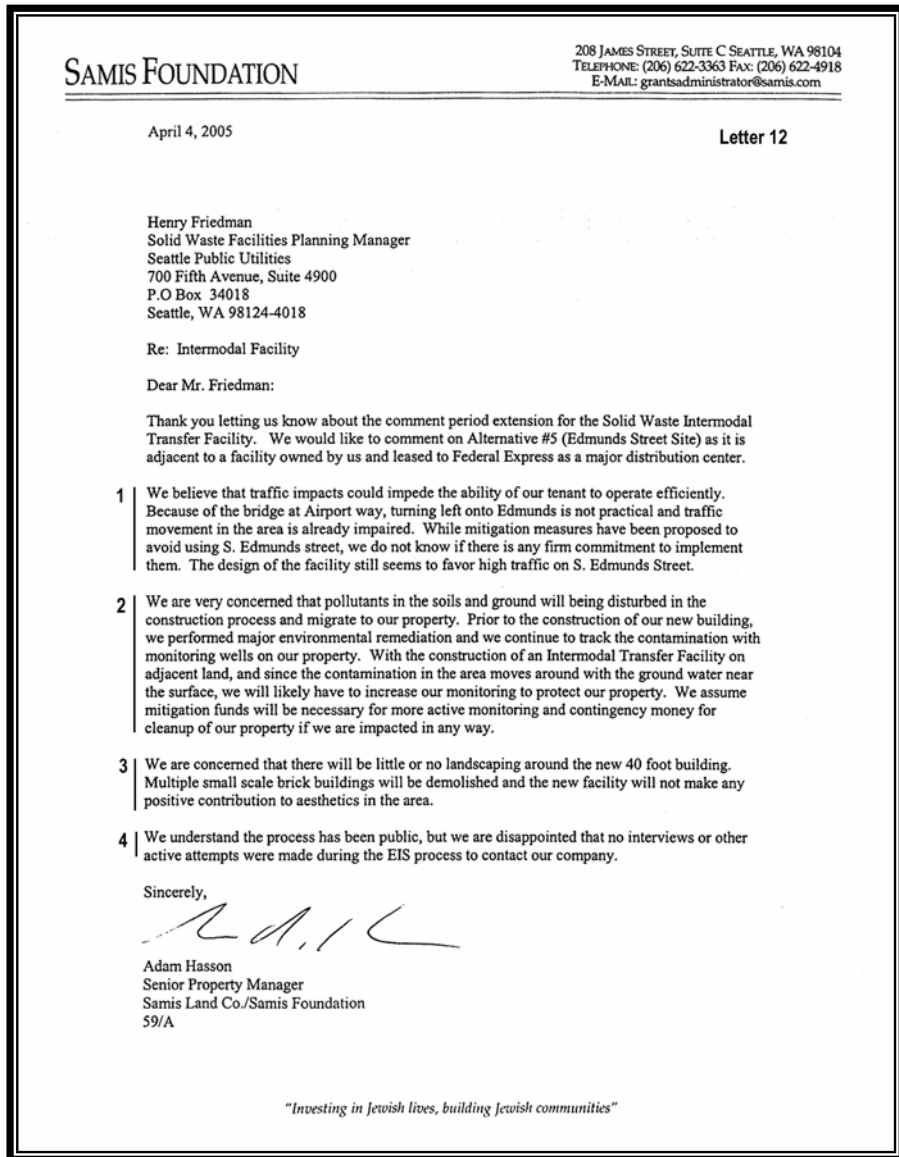 SAMIS FOUNDATION
208 JAMES STREET, SUITE C SEATTLE, WA 98104
TELEPHONE: (206) 622-3363 FAX: (206) 622-4918
E-MAIL: grantsadministrator@samis.com
April 4, 2005
Letter 12
Henry Friedman
Solid Waste Facilities Planning Manager
Seattle Public Utilities
700 Fifth Avenue, Suite 4900
P.O Box 34018
Seattle, WA 98124-4018
Re: Intermodal Facility
Dear Mr. Friedman:
Thank you letting us know about the comment period extension for the Solid Waste Intermodal
Transfer Facility. We would like to comment on Alternative #5 (Edmunds Street Site) as it is
adjacent to a facility owned by us and leased to Federal Express as a major distribution center.
1 We believe that traffic impacts could impede the ability of our tenant to operate efficiently.
Because of the bridge at Airport way, turning left onto Edmunds is not practical and traffic
movement in the area is already impaired. While mitigation measures have been proposed to
avoid using S. Edmunds street, we do not know if there is any firm commitment to implement
them. The design of the facility still seems to favor high traffic on S. Edmunds Street.
2 We are very concerned that pollutants in the soils and ground will being disturbed in the
construction process and migrate to our property. Prior to the construction of our new building,
we performed major environmental remediation and we continue to track the contamination with
monitoring wells on our property. With the construction of an Intermodal Transfer Facility on
adjacent land, and since the contamination in the area moves around with the ground water near
the surface, we will likely have to increase our monitoring to protect our property. We assume
mitigation funds will be necessary for more active monitoring and contingency money for
cleanup of our property if we are impacted in any way.
3 We are concerned that there will be little or no landscaping around the new 40 foot building.
Multiple small scale brick buildings will be demolished and the new facility will not make any
positive contribution to aesthetics in the area.
4 We understand the process has been public, but we are disappointed that no interviews or other
active attempts were made during the EIS process to contact our company.
Sincerely,
Adam Hasson
Senior Property Manager
Samis Land Co./Samis Foundation
59/A
"Investing in Jewish lives, building Jewish communities"